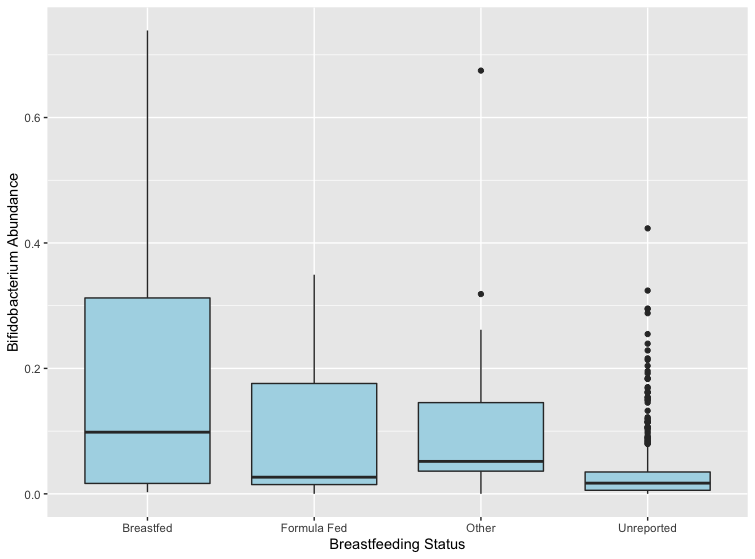 Bifidobacterium Abundance
0.6
0.4
0.2
0.0
Breastfed
Formula Fed
Other
Unreported
Breastfeeding Status